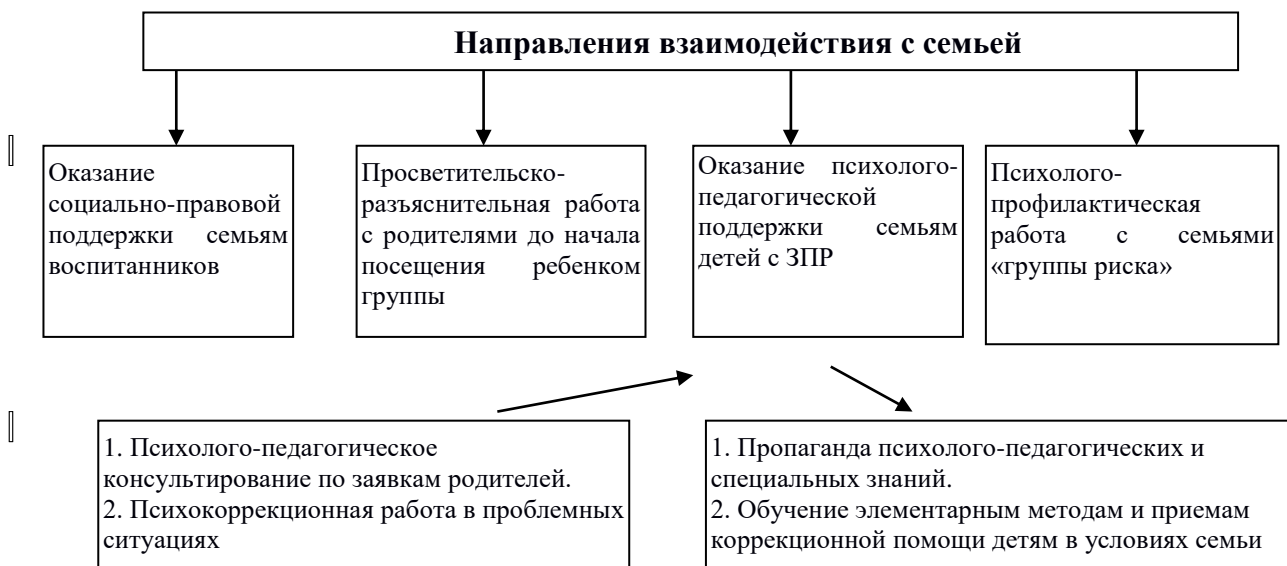 Направления взаимодействия с семьей
Оказание
социально-правовой
поддержки семьям
воспитанников
Просветительско-
разъяснительная работа
с родителями до начала
посещения ребенком
группы
Оказание психолого-
педагогической
поддержки семьям
детей с ЗПР
Психолого-
профилактическая
работа с семьями
«группы риска»
1. Психолого-педагогическое
консультирование по заявкам родителей.
2. Психокоррекционная работа в проблемных
ситуациях
1. Пропаганда психолого-педагогических и
специальных знаний.
2. Обучение элементарным методам и приемам
коррекционной помощи детям в условиях семьи